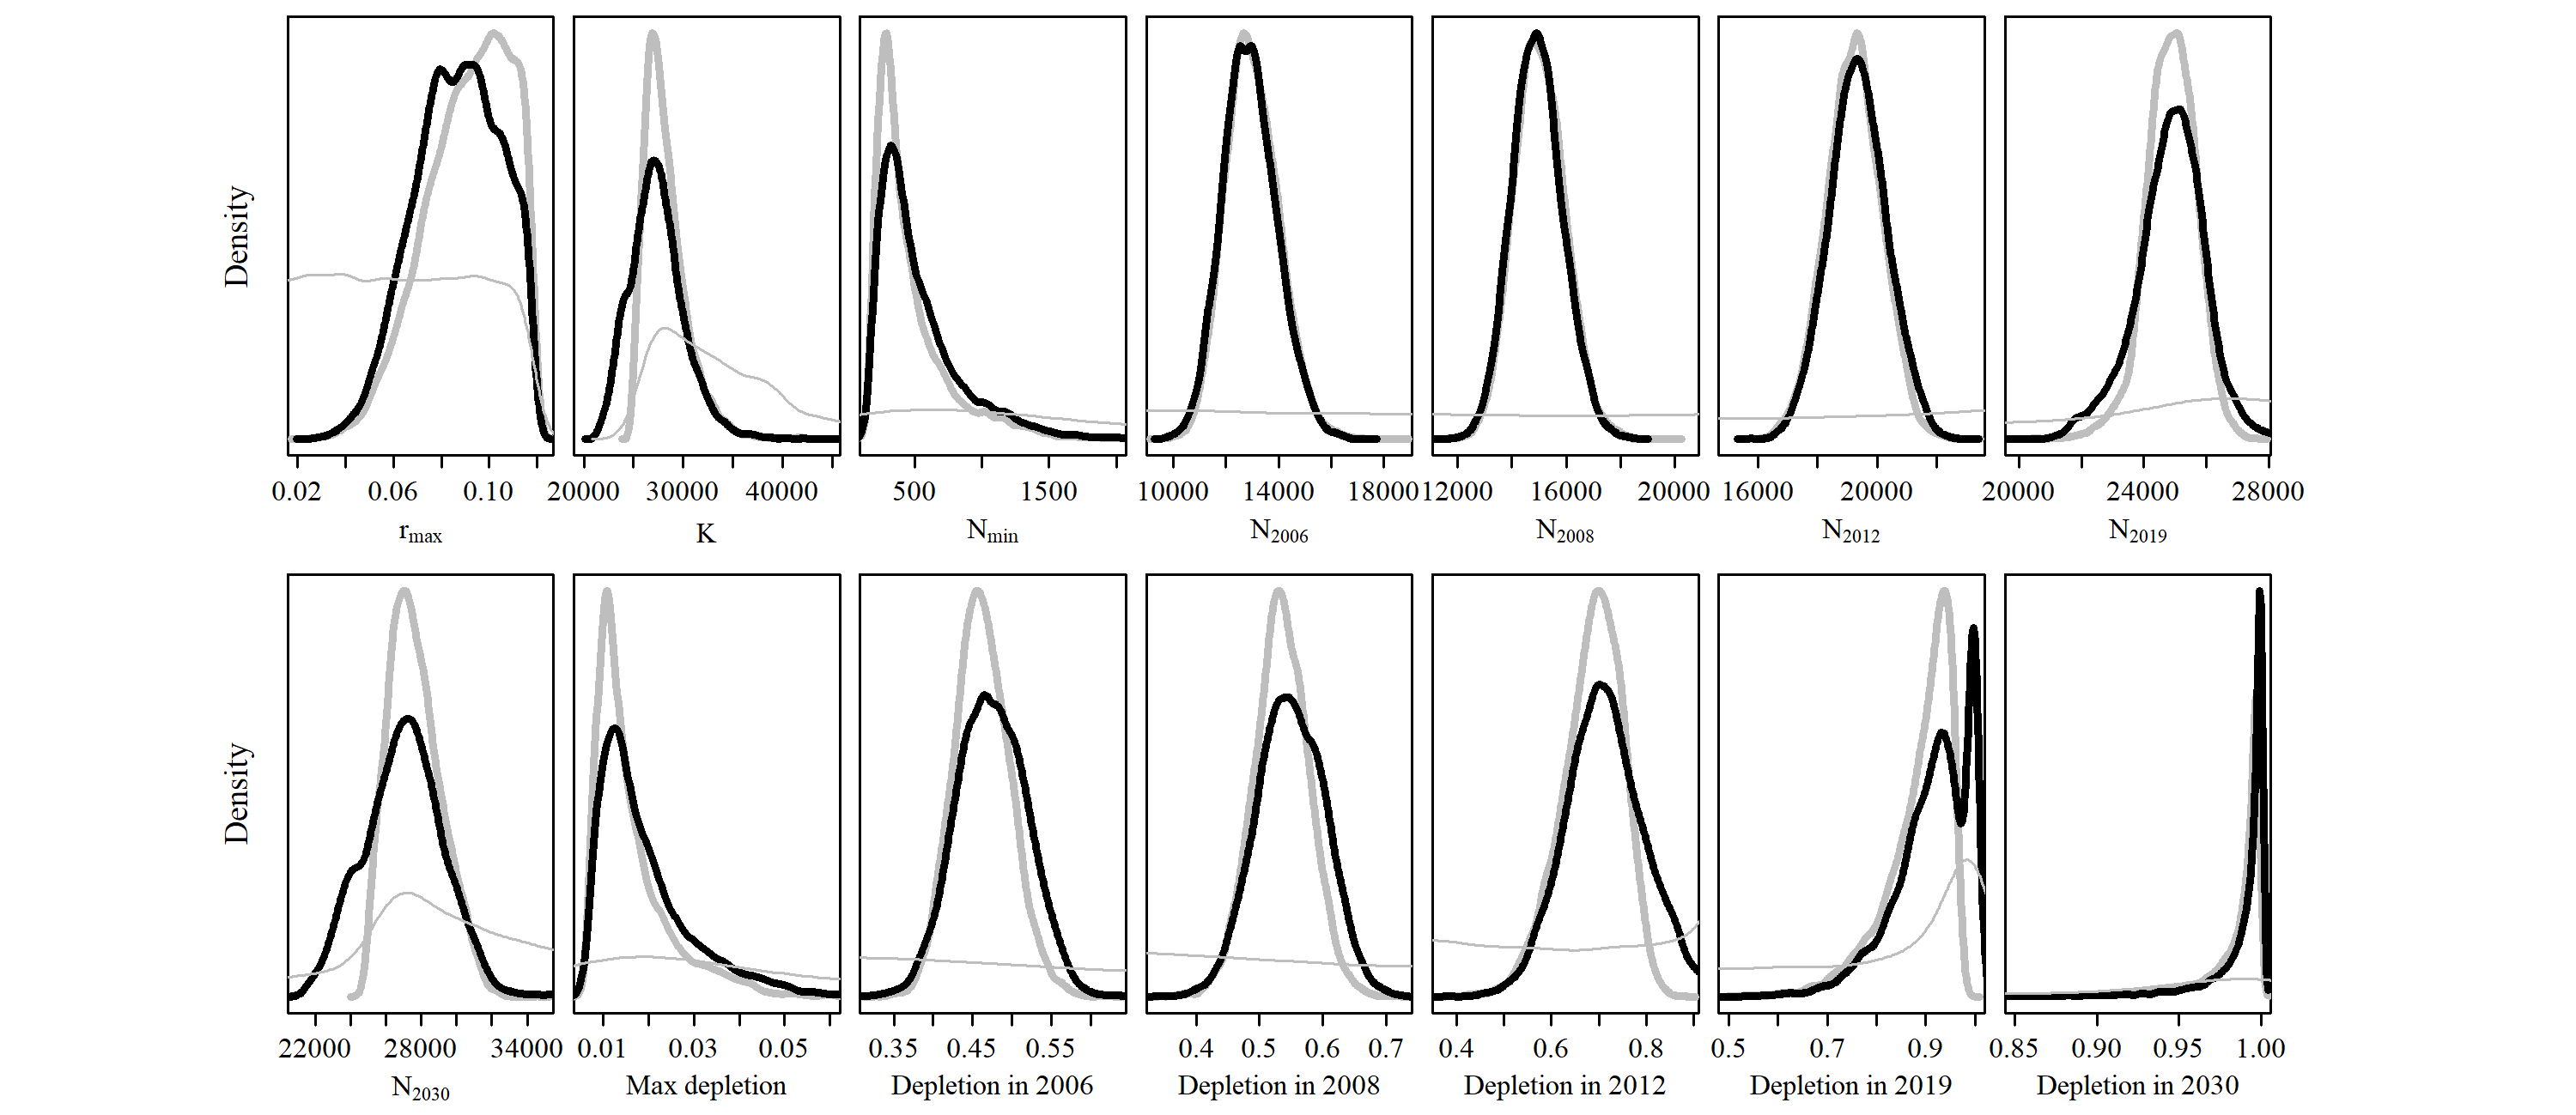 Density
0.02 0.06 0.10 20000 30000 40000 500 1500 10000 14000 18000 12000 16000 20000 16000 20000 20000 24000 28000
rmax K Nmin N2006 N2008 N2012 N2019
Density
22000 28000 34000 0.01 0.03 0.05 0.35 0.45 0.55 0.4 0.5 0.6 0.7 0.4 0.6 0.8 0.5 0.7 0.9 0.85 0.90 0.95 1.00
N2030 Max depletion Depletion in 2006 Depletion in 2008 Depletion in 2012 Depletion in 2019 Depletion in 2030